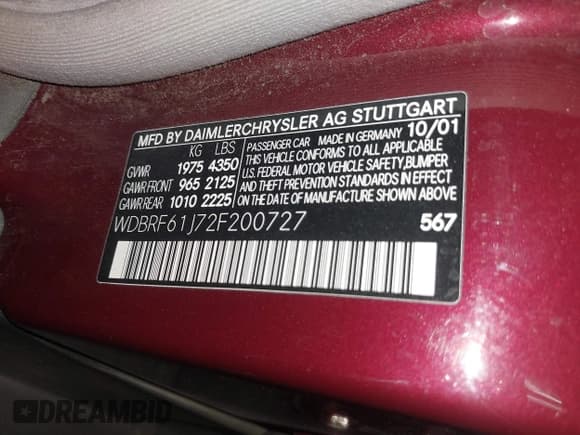 MFD BY DAIMLERCHRYSLER AG STUTTGART
KG LBS
GVWR 1975 4350
GAWR FRONT 965 2125
GAWR REAR 1010 2225
PASSENGER CAR MADE IN GERMANY 10/01
THIS VEHICLE CONFORMS TO ALL APPLICABLE
U.S. FEDERAL MOTOR VEHICLE SAFETY, BUMPER
AND THEFT PREVENTION STANDARDS IN EFFECT
ON THE DATE OF MANUFACTURE SHOWN ABOVE
WDBRF61J72F200727 567
DREAMBID